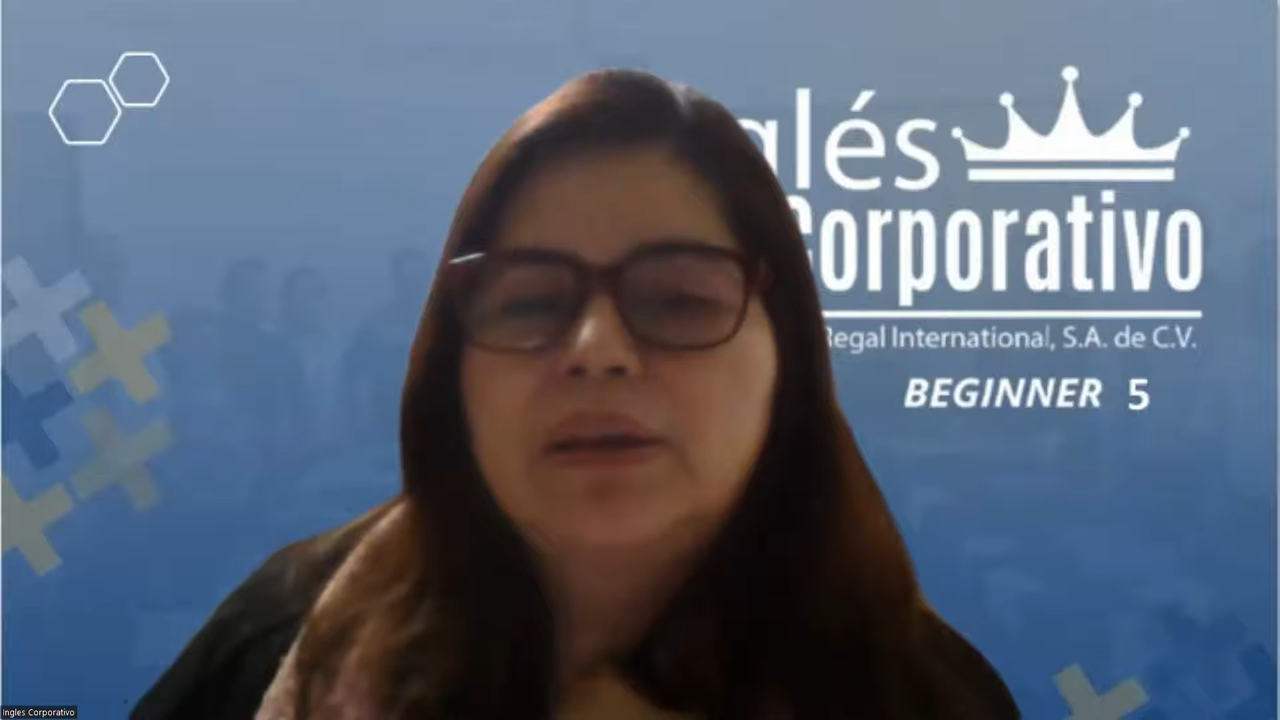 glés
Corporativo
Regal International, S.A. de C.V.
BEGINNER 5
Ingles Corporativo